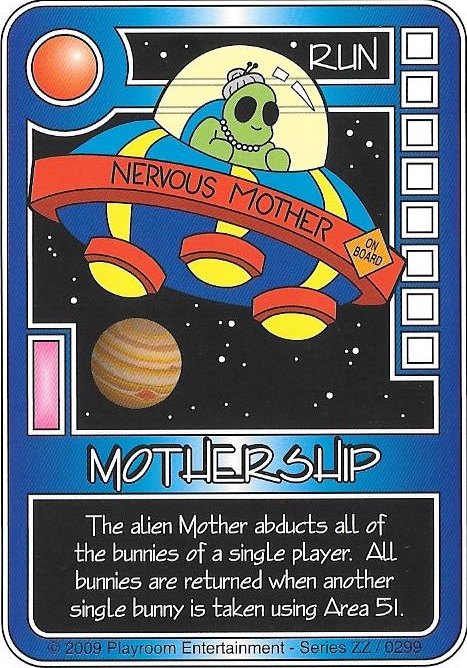 RUN
NERVOUS MOTHER
ON
BOARD
MOTHERSHIP
The alien Mother abducts all of
the bunnies of a single player. All
bunnies are returned when another
single bunny is taken using Area 51.
© 2009 Playroom Entertainment - Series ZZ / 0299